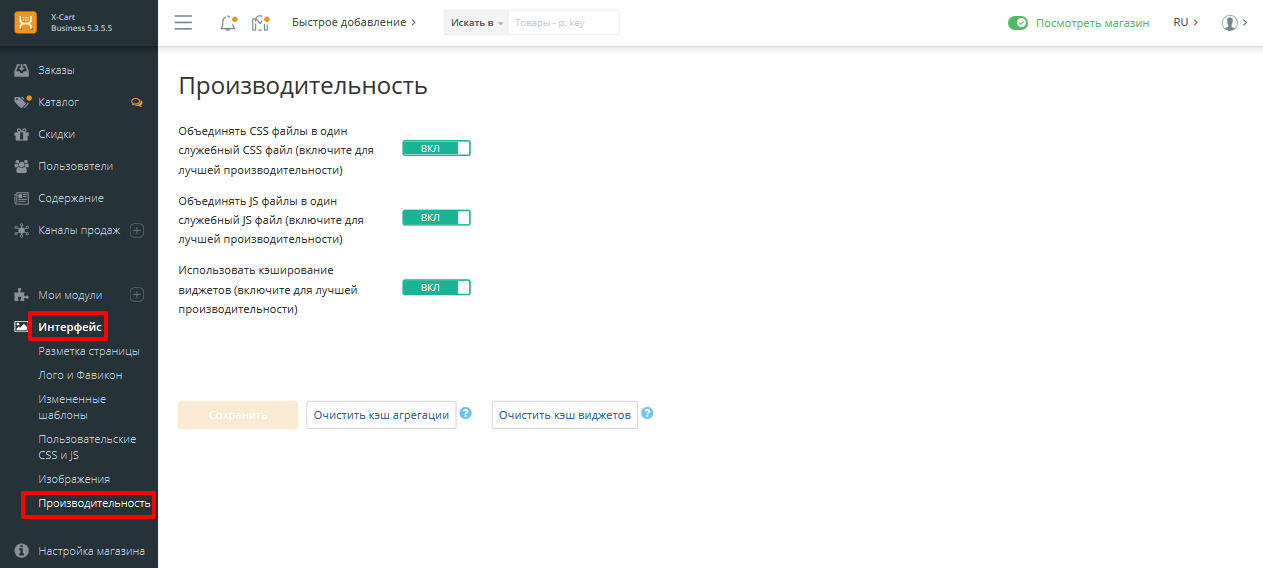 X-Cart
Business 5.3.5.5
Быстрое добавление
Искать в
Товары - p: key
Посмотреть магазин
RU
Заказы
Каталог
Скидки
Пользователи
Содержание
Каналы продаж
Мои модули
Интерфейс
Разметка страницы
Лого и Фавикон
Измененные
шаблоны
Пользовательские
CSS и JS
Изображения
Производительность
Настройка магазина
Производительность
Объединять CSS файлы в один
служебный CSS файл (включите для
лучшей производительности)
ВКЛ
Объединять JS файлы в один
служебный JS файл (включите для
лучшей производительности)
ВКЛ
Использовать кэширование
виджетов (включите для лучшей
производительности)
ВКЛ
Сохранить
Очистить кэш агрегации
?
Очистить кэш виджетов
?